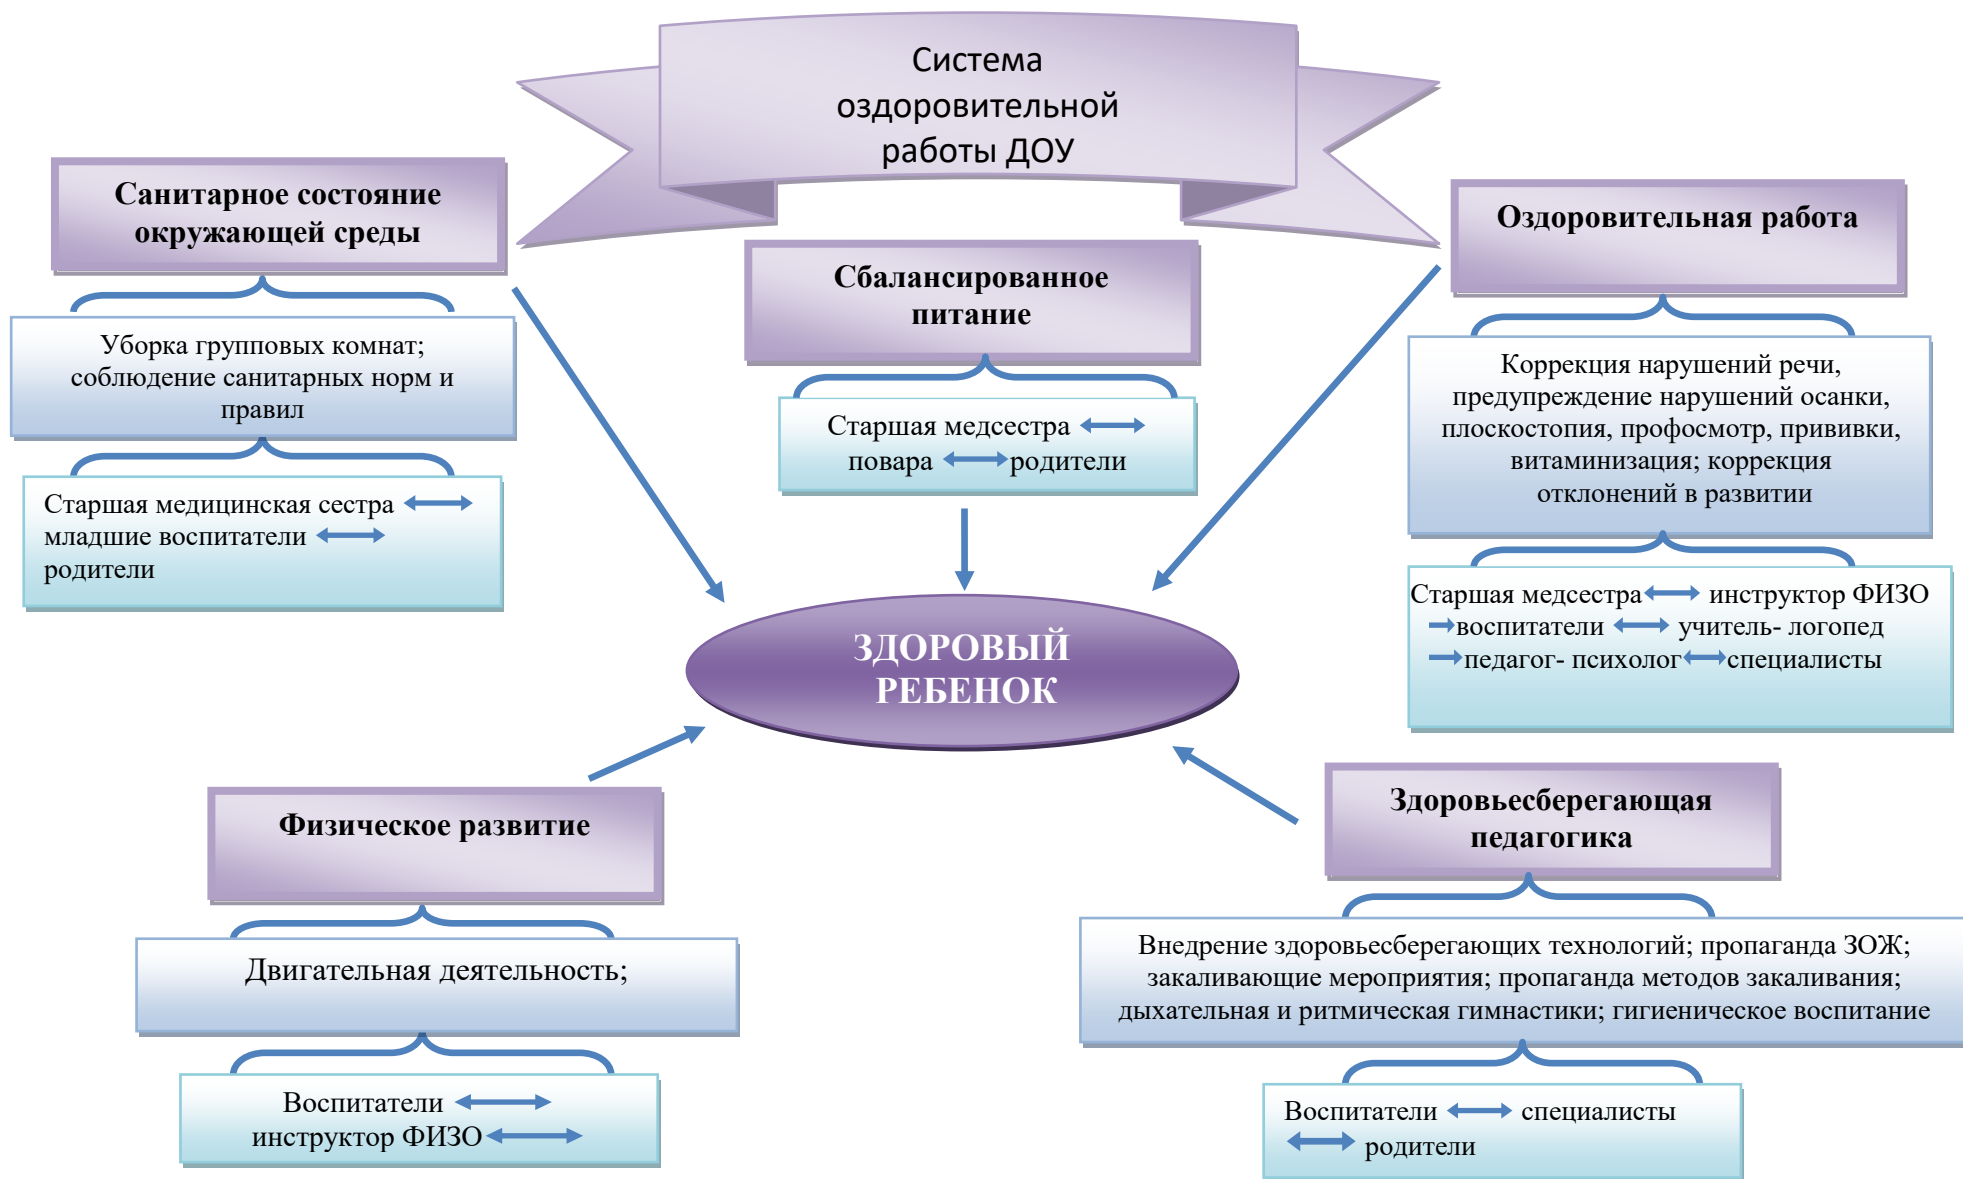 Система
оздоровительной
работы ДОУ
Санитарное состояние
окружающей среды
Уборка групповых комнат;
соблюдение санитарных норм и
правил
Старшая медицинская сестра
младшие воспитатели
родители
Сбалансированное
питание
Старшая медсестра
повара родители
Оздоровительная работа
Коррекция нарушений речи,
предупреждение нарушений осанки,
плоскостопия, профосмотр, прививки,
витаминизация; коррекция
отклонений в развитии
Старшая медсестра инструктор ФИЗО
воспитатели учитель- логопед
педагог- психолог специалисты
ЗДОРОВЫЙ
РЕБЕНОК
Физическое развитие
Двигательная деятельность;
Воспитатели
инструктор ФИЗО
Здоровьесберегающая
педагогика
Внедрение здоровьесберегающих технологий; пропаганда ЗОЖ;
закаливающие мероприятия; пропаганда методов закаливания;
дыхательная и ритмическая гимнастики; гигиеническое воспитание
Воспитатели специалисты
родители